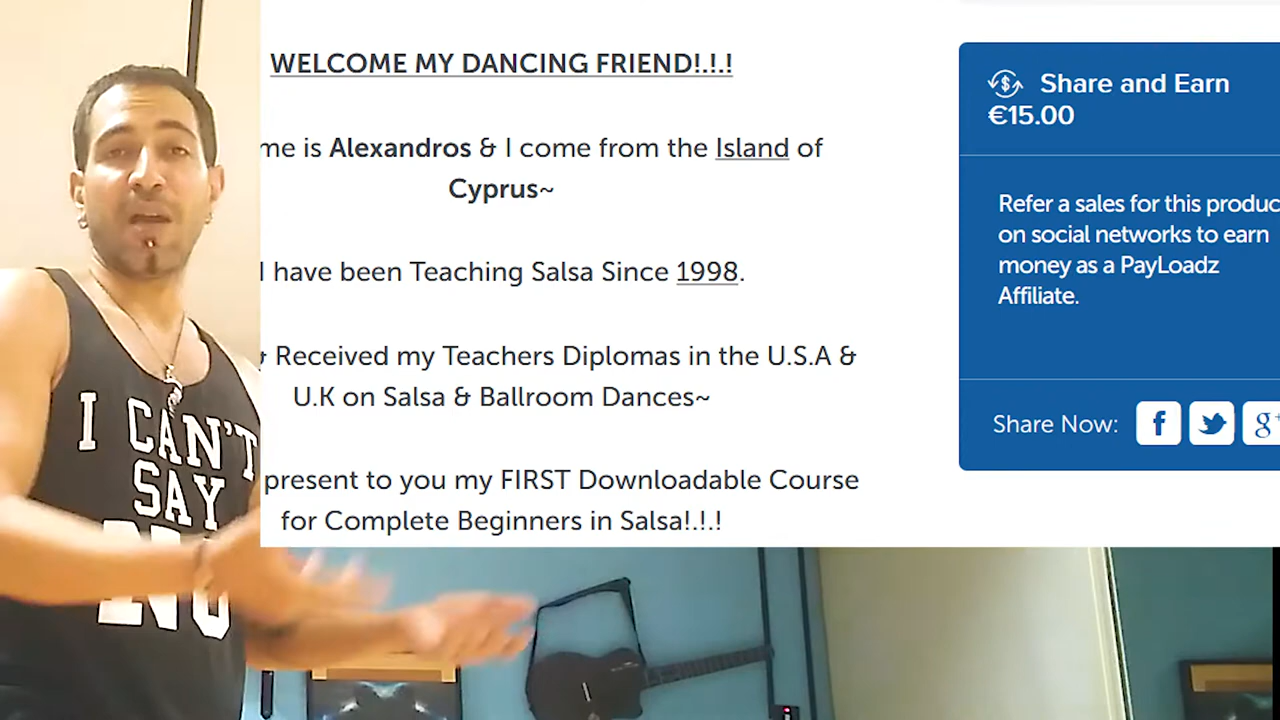 WELCOME MY DANCING FRIEND!.!.!
me is Alexandros & I come from the Island of
Cyprus~
I have been Teaching Salsa Since 1998.
Received my Teachers Diplomas in the U.S.A &
U.K on Salsa & Ballroom Dances~
present to you my FIRST Downloadable Course
for Complete Beginners in Salsa!.!.!
Share and Earn
€15.00
Refer a sales for this produc
on social networks to earn
money as a PayLoadz
Affiliate.
Share Now:
f
g+
I CAN'T
SAY
NO